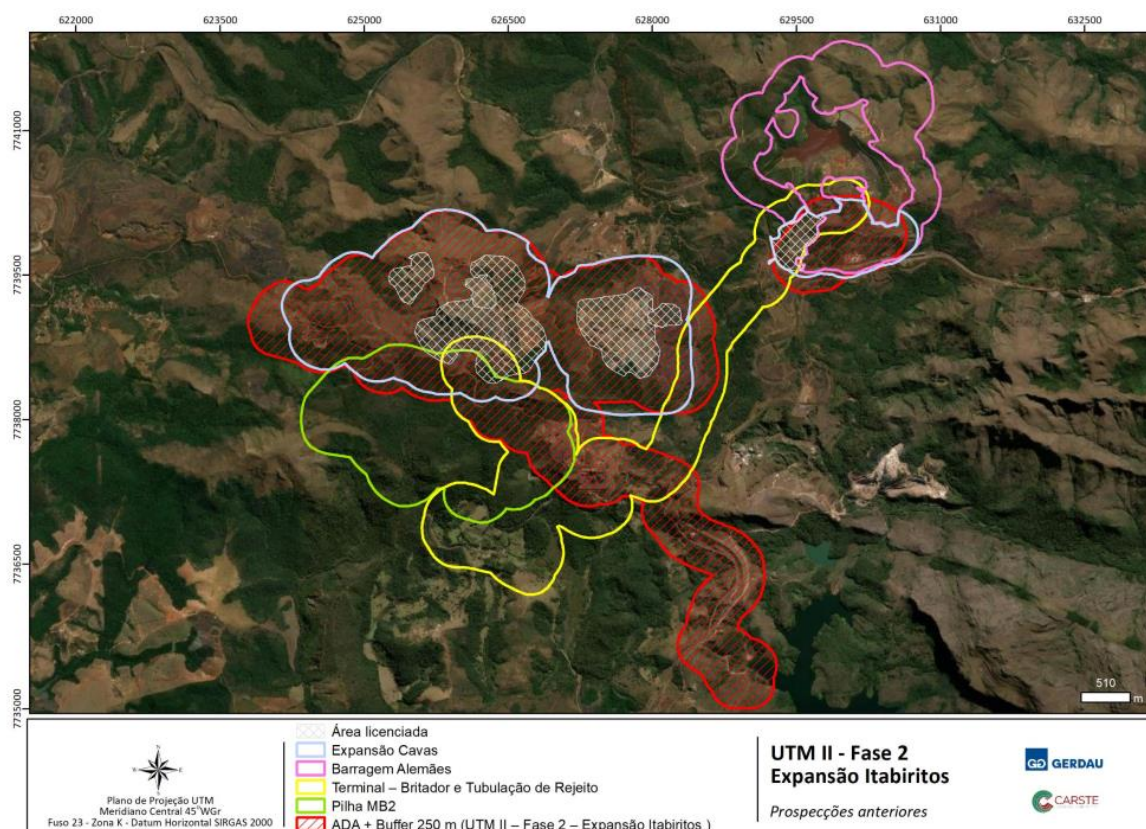 622000 623500 625000 626500 628000 629500 631000 632500
7741000
7739500
7738000
7736500
7735000
510
m
Área licenciada
Expansão Cavas
Barragem Alemães
Terminal – Britador e Tubulação de Rejeito
Pilha MB2
ADA + Buffer 250 m (UTM II – Fase 2 – Expansão Itabiritos )
Plano de Projeção UTM
Meridiano Central 45°WGr
Fuso 23 - Zona K - Datum Horizontal SIRGAS 2000
UTM II - Fase 2
Expansão Itabiritos
Prospecções anteriores
GERDAU
CARSTE